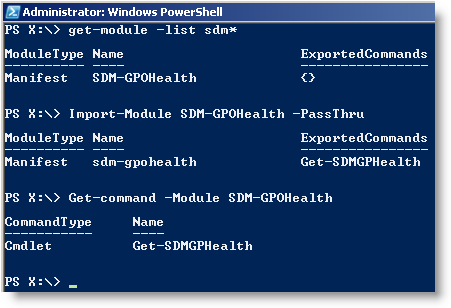 Administrator: Windows PowerShell
PS X:\> get-module -list sdm*
ModuleType Name ExportedCommands
---------- ---- ----------------
Manifest SDM-GPOHealth {}
PS X:\> Import-Module SDM-GPOHealth -PassThru
ModuleType Name ExportedCommands
---------- ---- ----------------
Manifest sdm-gpohealth Get-SDMGPHealth
PS X:\> Get-command -Module SDM-GPOHealth
CommandType Name
----------- ----
Cmdlet Get-SDMGPHealth
PS X:\> _